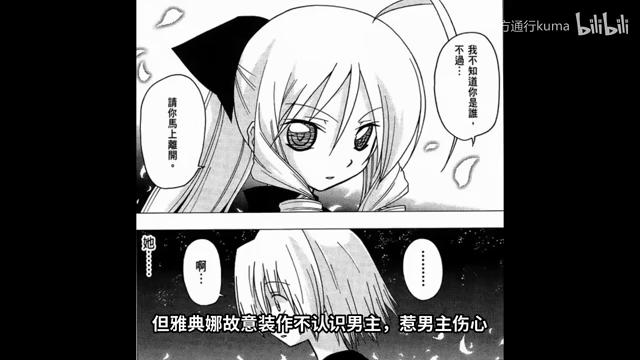 方通行kuma bilibili
我不知道你是誰，
不過…
請你馬上離開。
………
啊…
她……
但雅典娜故意装作不认识男主，惹男主伤心